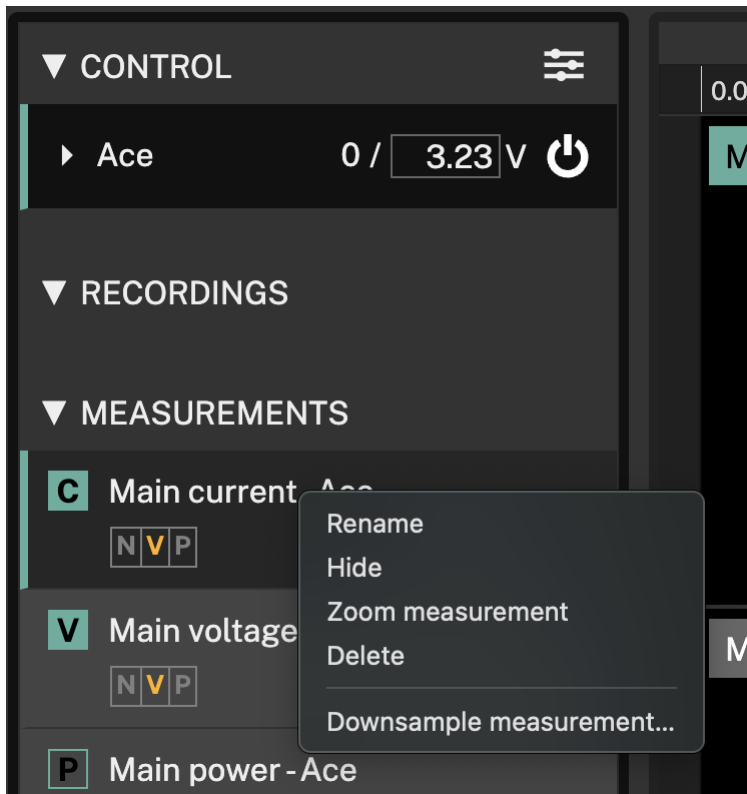 ▼ CONTROL
0.0
Ace 0 / 3.23 V
M
▼ RECORDINGS
▼ MEASUREMENTS
C Main current - Ace
N V P
Rename
Hide
Zoom measurement
Delete
Downsample measurement...
V Main voltage
N V P
M
P Main power - Ace